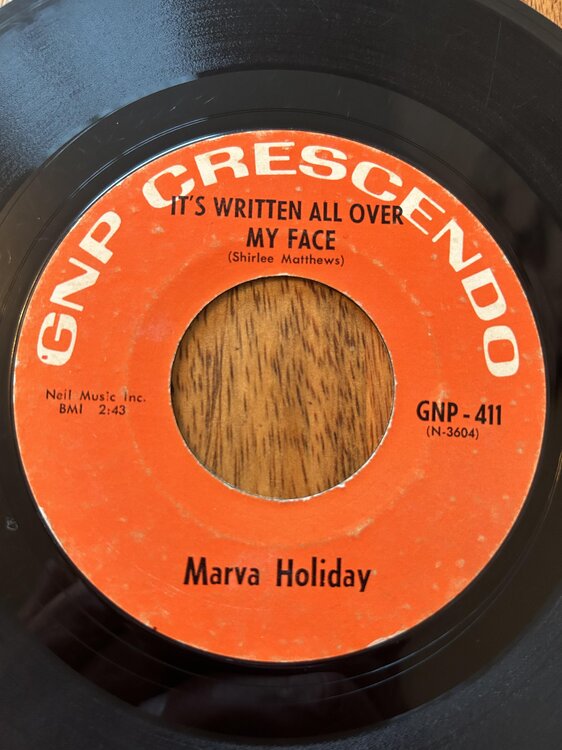 GNP CRESCENDO
IT'S WRITTEN ALL OVER
MY FACE
(Shirlee Matthews)
Neil Music Inc.
BMI 2:43
GNP - 411
(N-3604)
Marva Holiday